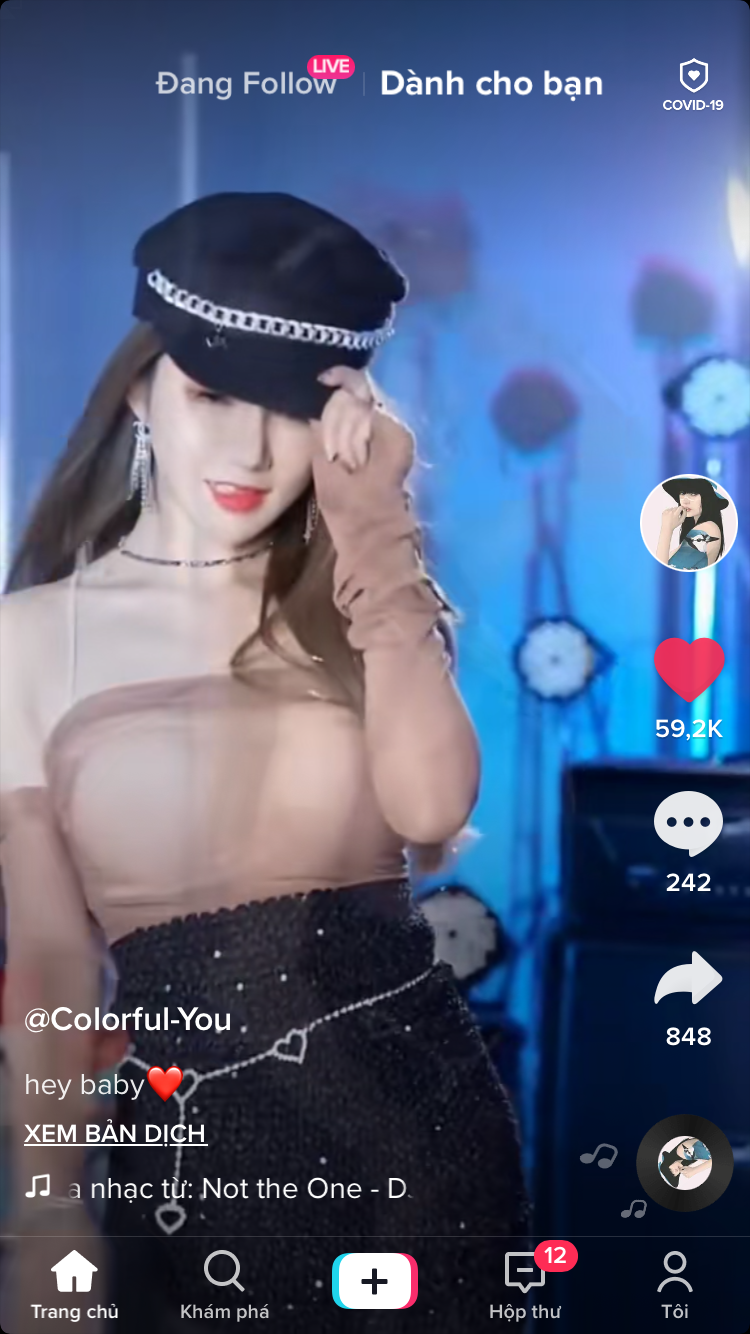 LIVE
Đang Follow Dành cho bạn
COVID-19
59,2K
242
848
@Colorful-You
hey baby❤️
XEM BẢN DỊCH
a nhạc từ: Not the One - D
12
Trang chủ Khám phá Hộp thư Tôi